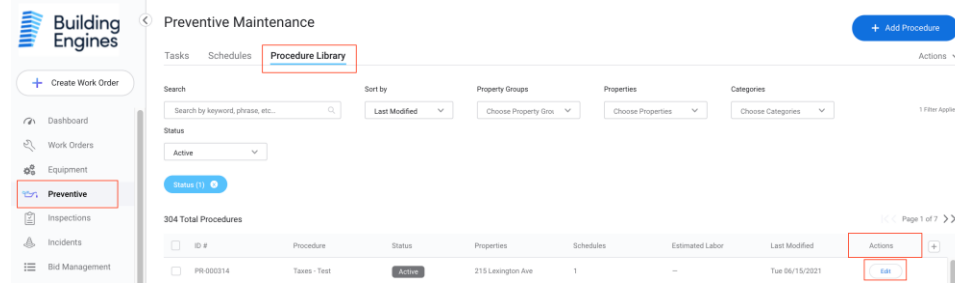 Building
Engines
Preventive Maintenance
+ Add Procedure
Tasks Schedules Procedure Library Actions
+ Create Work Order
Search Sort by Property Groups Properties Categories
Search by keyword, phrase, etc... Last Modified Choose Property Grou Choose Properties Choose Categories 1 Filter Applie
Dashboard
Status
Work Orders
Active
Equipment
Status (1)
Preventive
Inspections
304 Total Procedures Page 1 of 7
Incidents
ID # Procedure Status Properties Schedules Estimated Labor Last Modified Actions +
Bid Management
PR-000314 Taxes - Test Active 215 Lexington Ave 1 -- Tue 06/15/2021 Edit